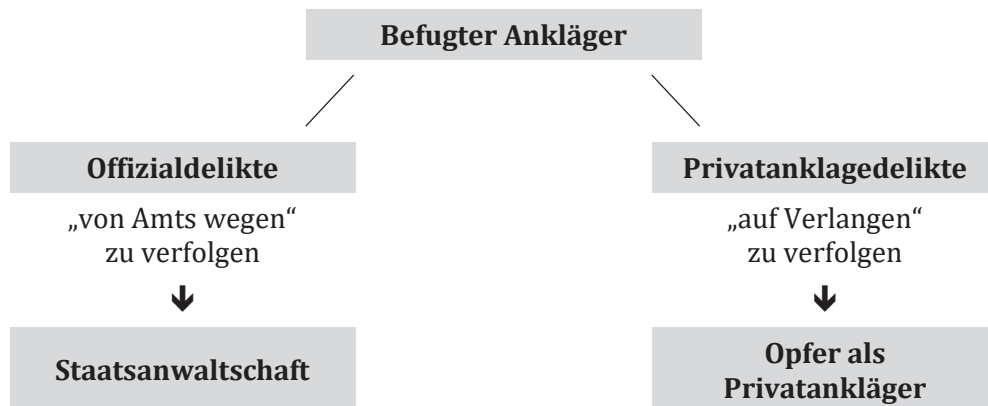 Befugter Ankläger
Offizialdelikte
„von Amts wegen“
zu verfolgen
Staatsanwaltschaft
Privatanklagedelikte
„auf Verlangen“
zu verfolgen
Opfer als
Privatankläger